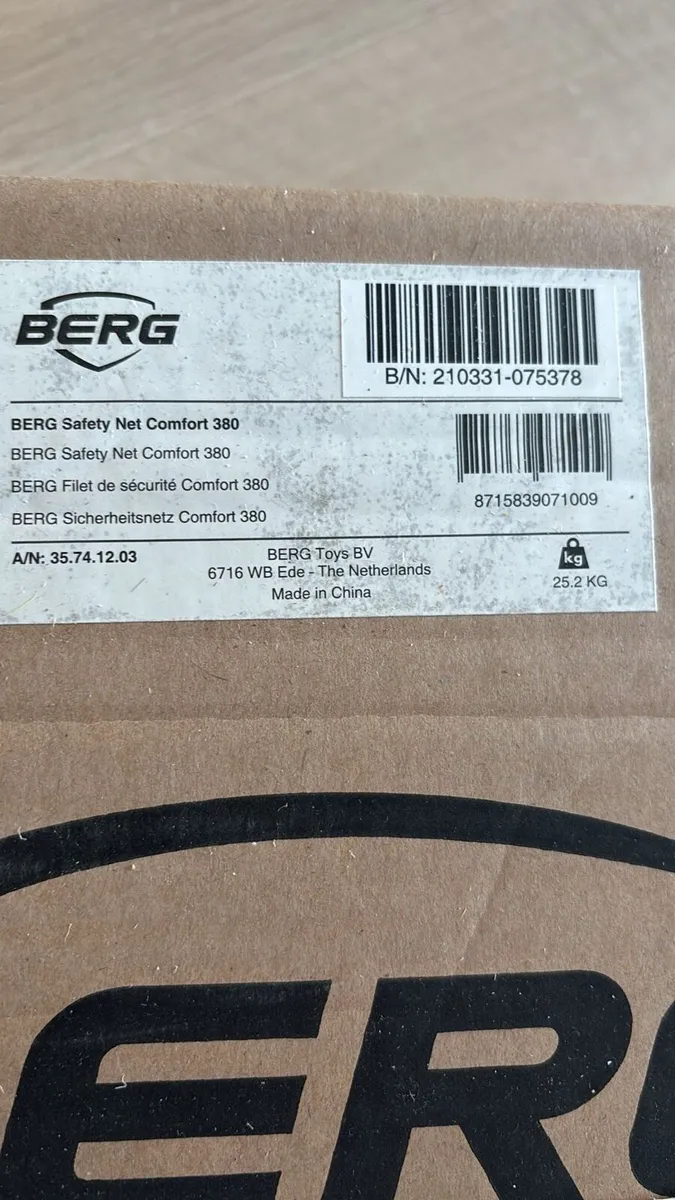 BERG
B/N: 210331-075378
BERG Safety Net Comfort 380
BERG Safety Net Comfort 380
BERG Filet de sécurité Comfort 380
BERG Sicherheitsnetz Comfort 380
8715839071009
A/N: 35.74.12.03
BERG Toys BV
6716 WB Ede - The Netherlands
Made in China
kg
25.2 KG
ER